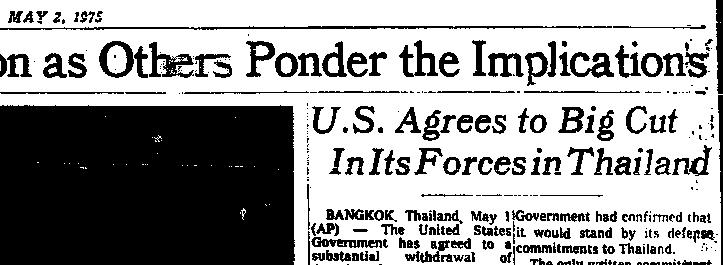 MAY 2, 1975
on as Others Ponder the Implications
U.S. Agrees to Big Cut
In Its Forces in Thailand
BANGKOK, Thailand, May 1
(AP) — The United States
Government has agreed to a
substantial withdrawal of
Government had confirmed that
it would stand by its defense
commitments to Thailand.
The only written commitment